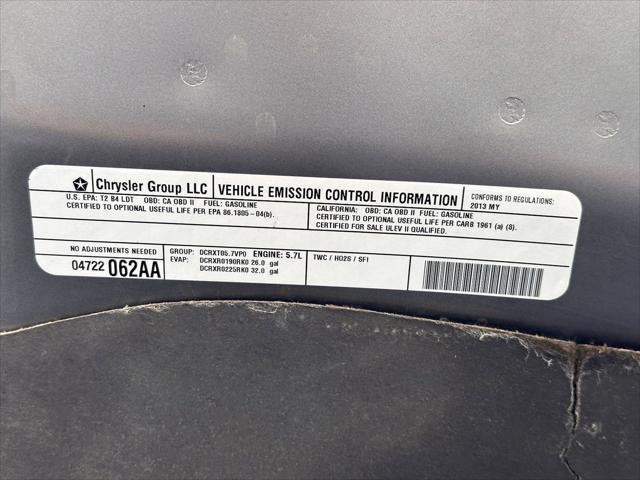 Chrysler Group LLC VEHICLE EMISSION CONTROL INFORMATION CONFORMS TO REGULATIONS:
2013 MY
U.S. EPA: T2 B4 LDT OBD: CA OBD II FUEL: GASOLINE
CERTIFIED TO OPTIONAL USEFUL LIFE PER EPA 86.1805-04(b).
CALIFORNIA: OBD: CA OBD II FUEL: GASOLINE
CERTIFIED TO OPTIONAL USEFUL LIFE PER CARB 1961 (a) (8).
CERTIFIED FOR SALE ULEV II QUALIFIED.
NO ADJUSTMENTS NEEDED
04722 062AA
GROUP: DCRXT05.7VP0 ENGINE: 5.7L
EVAP: DCRXR0190RK0 26.0 gal
DCRXR0225RK0 32.0 gal
TWC / HO2S / SFI